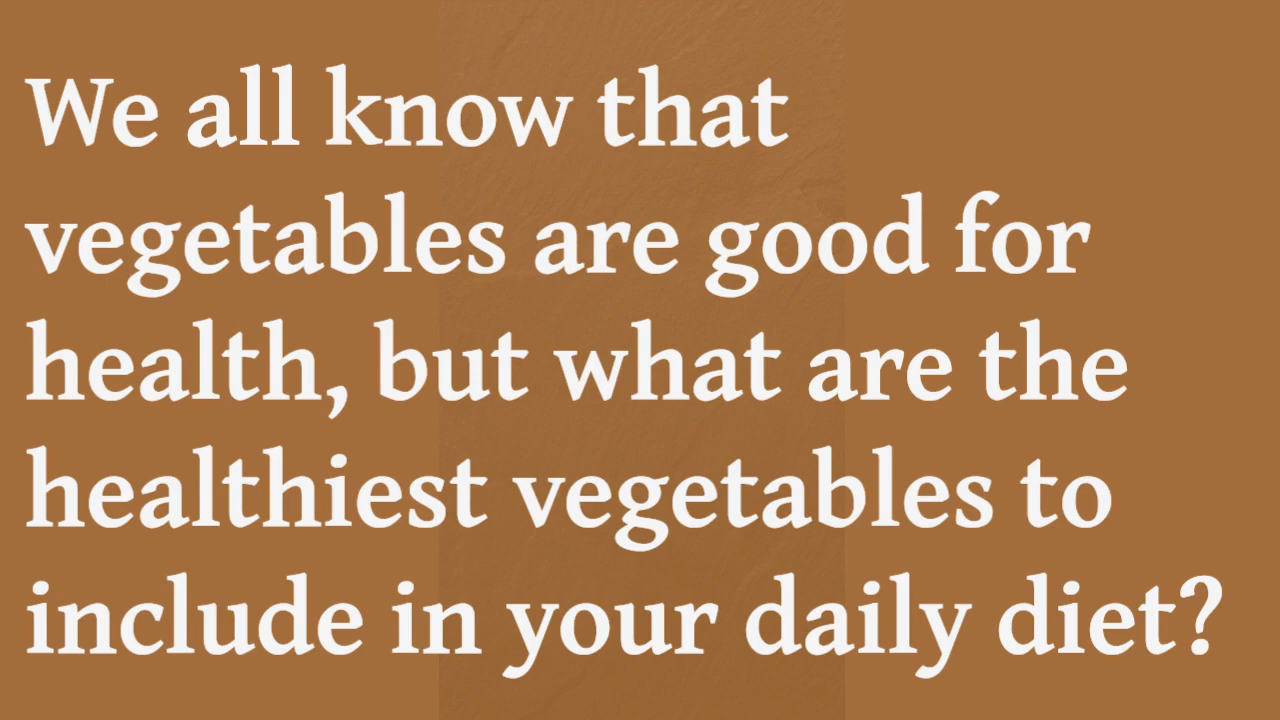 We all know that
vegetables are good for
health, but what are the
healthiest vegetables to
include in your daily diet?